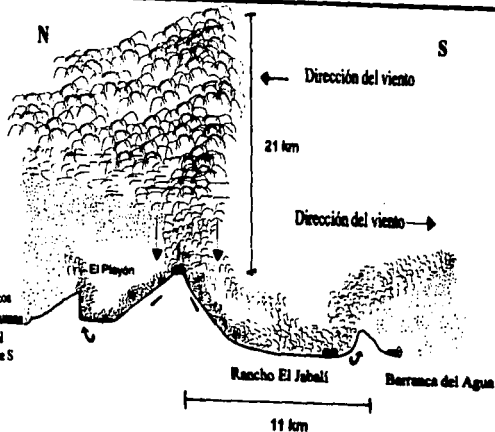 N
S
Dirección del viento
21 km
Dirección del viento
El Playón
Rancho El Jabalí
Barranca del Agua
11 km